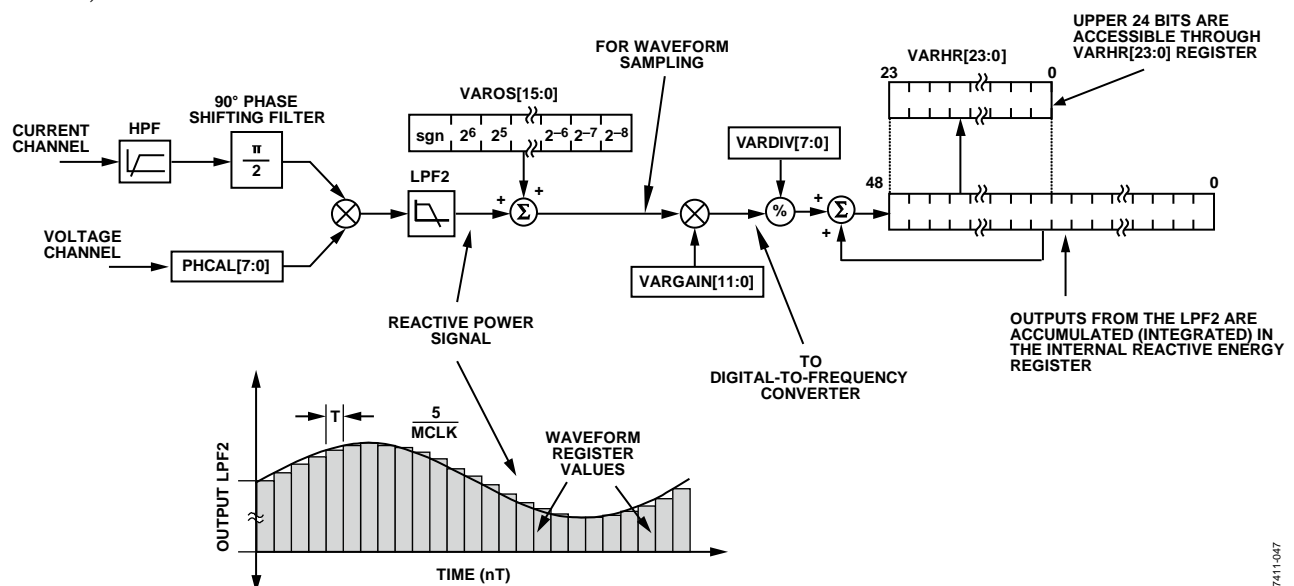 UPPER 24 BITS ARE
ACCESSIBLE THROUGH
VARHR[23:0] REGISTER
FOR WAVEFORM
SAMPLING
VARHR[23:0]
23
0
VAROS[15:0]
sgn 2^6 2^5 2^–6 2^–7 2^–8
90° PHASE
SHIFTING FILTER
CURRENT
CHANNEL
HPF
π
2
LPF2
+
+
Σ
VARDIV[7:0]
%
+
+
Σ
48
0
VOLTAGE
CHANNEL
PHCAL[7:0]
VARGAIN[11:0]
REACTIVE POWER
SIGNAL
TO
DIGITAL-TO-FREQUENCY
CONVERTER
OUTPUTS FROM THE LPF2 ARE
ACCUMULATED (INTEGRATED) IN
THE INTERNAL REACTIVE ENERGY
REGISTER
T
5
MCLK
WAVEFORM
REGISTER
VALUES
OUTPUT LPF2
TIME (nT)
7411-047